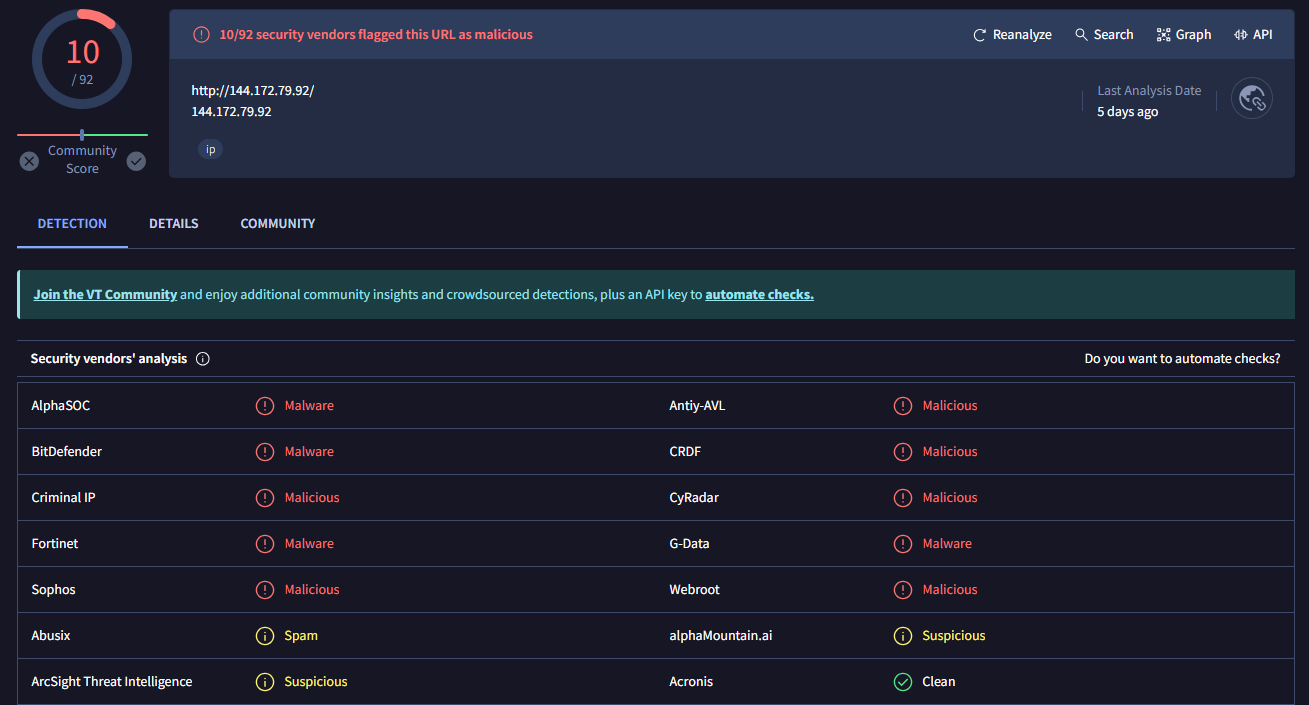 10
/ 92
Community
Score
10/92 security vendors flagged this URL as malicious
Reanalyze Search Graph API
http://144.172.79.92/
144.172.79.92
ip
Last Analysis Date
5 days ago
DETECTION DETAILS COMMUNITY
Join the VT Community and enjoy additional community insights and crowdsourced detections, plus an API key to automate checks.
Security vendors' analysis Do you want to automate checks?
AlphaSOC Malware Antiy-AVL Malicious
BitDefender Malware CRDF Malicious
Criminal IP Malicious CyRadar Malicious
Fortinet Malware G-Data Malware
Sophos Malicious Webroot Malicious
Abusix Spam alphaMountain.ai Suspicious
ArcSight Threat Intelligence Suspicious Acronis Clean